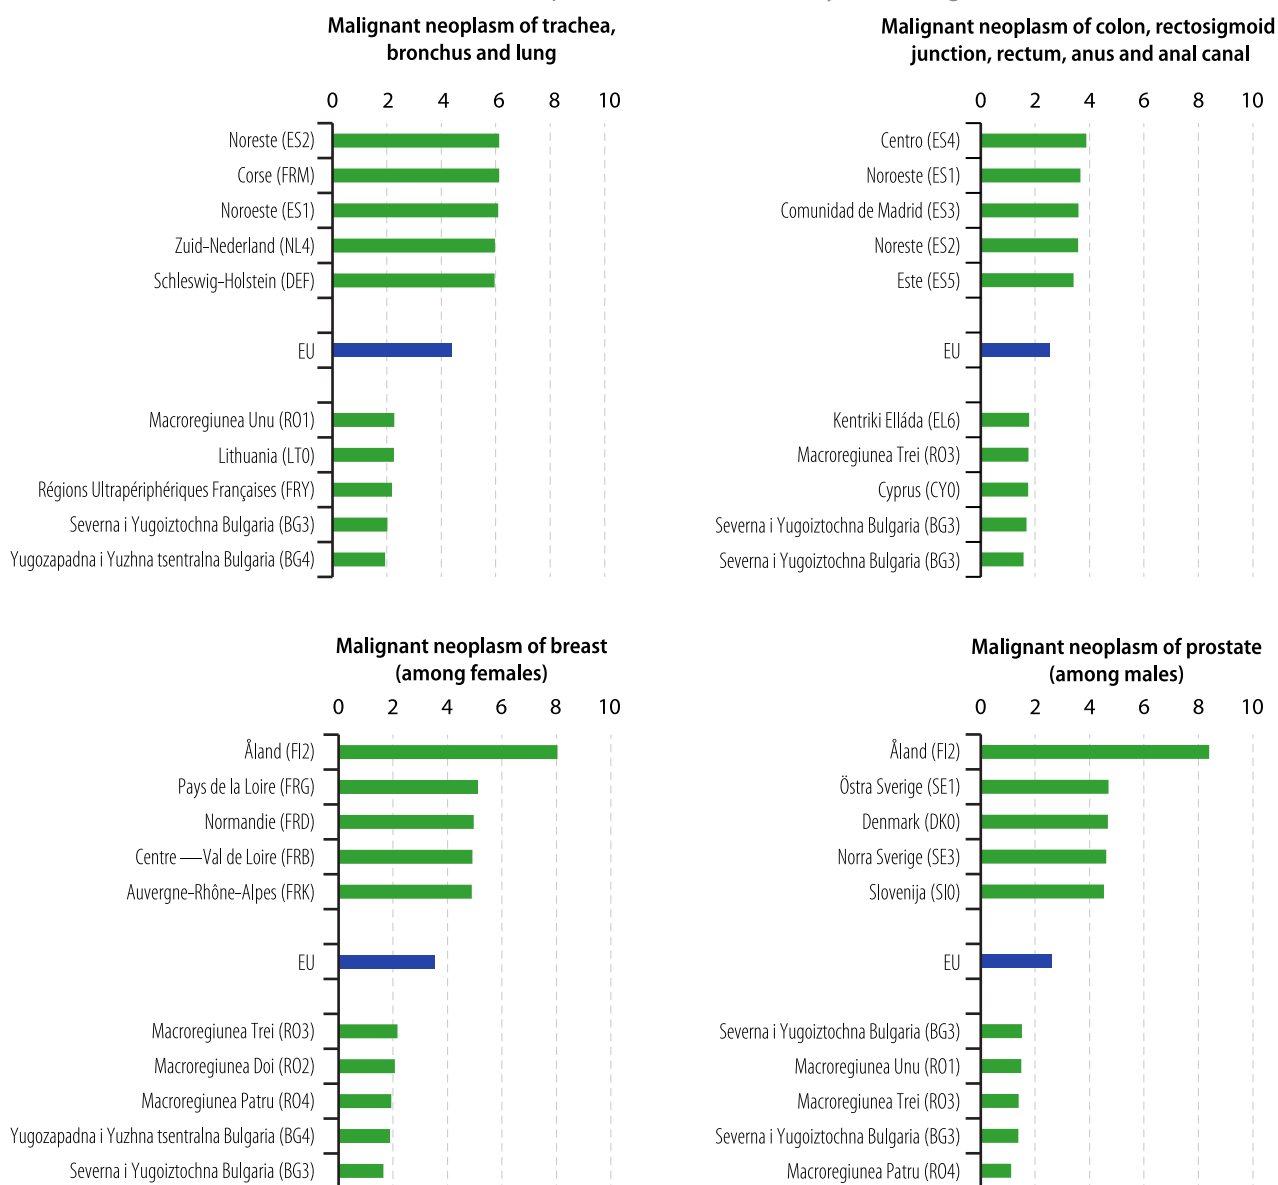 Malignant neoplasm of trachea,
bronchus and lung
0 2 4 6 8 10
Noreste (ES2)
Corse (FRM)
Noroeste (ES1)
Zuid-Nederland (NL4)
Schleswig-Holstein (DEF)
EU
Macroregiunea Unu (RO1)
Lithuania (LT0)
Régions Ultrapériphériques Françaises (FRY)
Severna i Yugoiztochna Bulgaria (BG3)
Yugozapadna i Yuzhna tsentralna Bulgaria (BG4)
Malignant neoplasm of colon, rectosigmoid
junction, rectum, anus and anal canal
0 2 4 6 8 10
Centro (ES4)
Noroeste (ES1)
Comunidad de Madrid (ES3)
Noreste (ES2)
Este (ES5)
EU
Kentriki Elláda (EL6)
Macroregiunea Trei (RO3)
Cyprus (CY0)
Severna i Yugoiztochna Bulgaria (BG3)
Severna i Yugoiztochna Bulgaria (BG3)
Malignant neoplasm of breast
(among females)
0 2 4 6 8 10
Åland (FI2)
Pays de la Loire (FRG)
Normandie (FRD)
Centre —Val de Loire (FRB)
Auvergne-Rhône-Alpes (FRK)
EU
Macroregiunea Trei (RO3)
Macroregiunea Doi (RO2)
Macroregiunea Patru (RO4)
Yugozapadna i Yuzhna tsentralna Bulgaria (BG4)
Severna i Yugoiztochna Bulgaria (BG3)
Malignant neoplasm of prostate
(among males)
0 2 4 6 8 10
Åland (FI2)
Östra Sverige (SE1)
Denmark (DK0)
Norra Sverige (SE3)
Slovenija (SI0)
EU
Severna i Yugoiztochna Bulgaria (BG3)
Macroregiunea Unu (RO1)
Macroregiunea Trei (RO3)
Severna i Yugoiztochna Bulgaria (BG3)
Macroregiunea Patru (RO4)